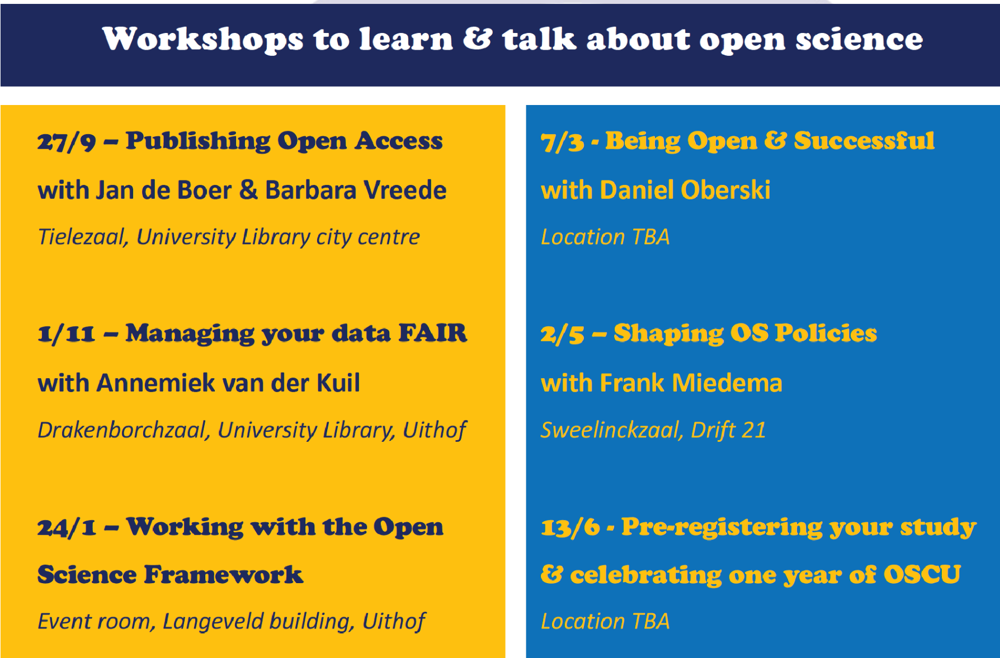 Workshops to learn & talk about open science
27/9 – Publishing Open Access
with Jan de Boer & Barbara Vreede
Tielezaal, University Library city centre
1/11 – Managing your data FAIR
with Annemiek van der Kuil
Drakenborchzaal, University Library, Uithof
24/1 – Working with the Open
Science Framework
Event room, Langeveld building, Uithof
7/3 - Being Open & Successful
with Daniel Oberski
Location TBA
2/5 – Shaping OS Policies
with Frank Miedema
Sweelinckzaal, Drift 21
13/6 - Pre-registering your study
& celebrating one year of OSCU
Location TBA